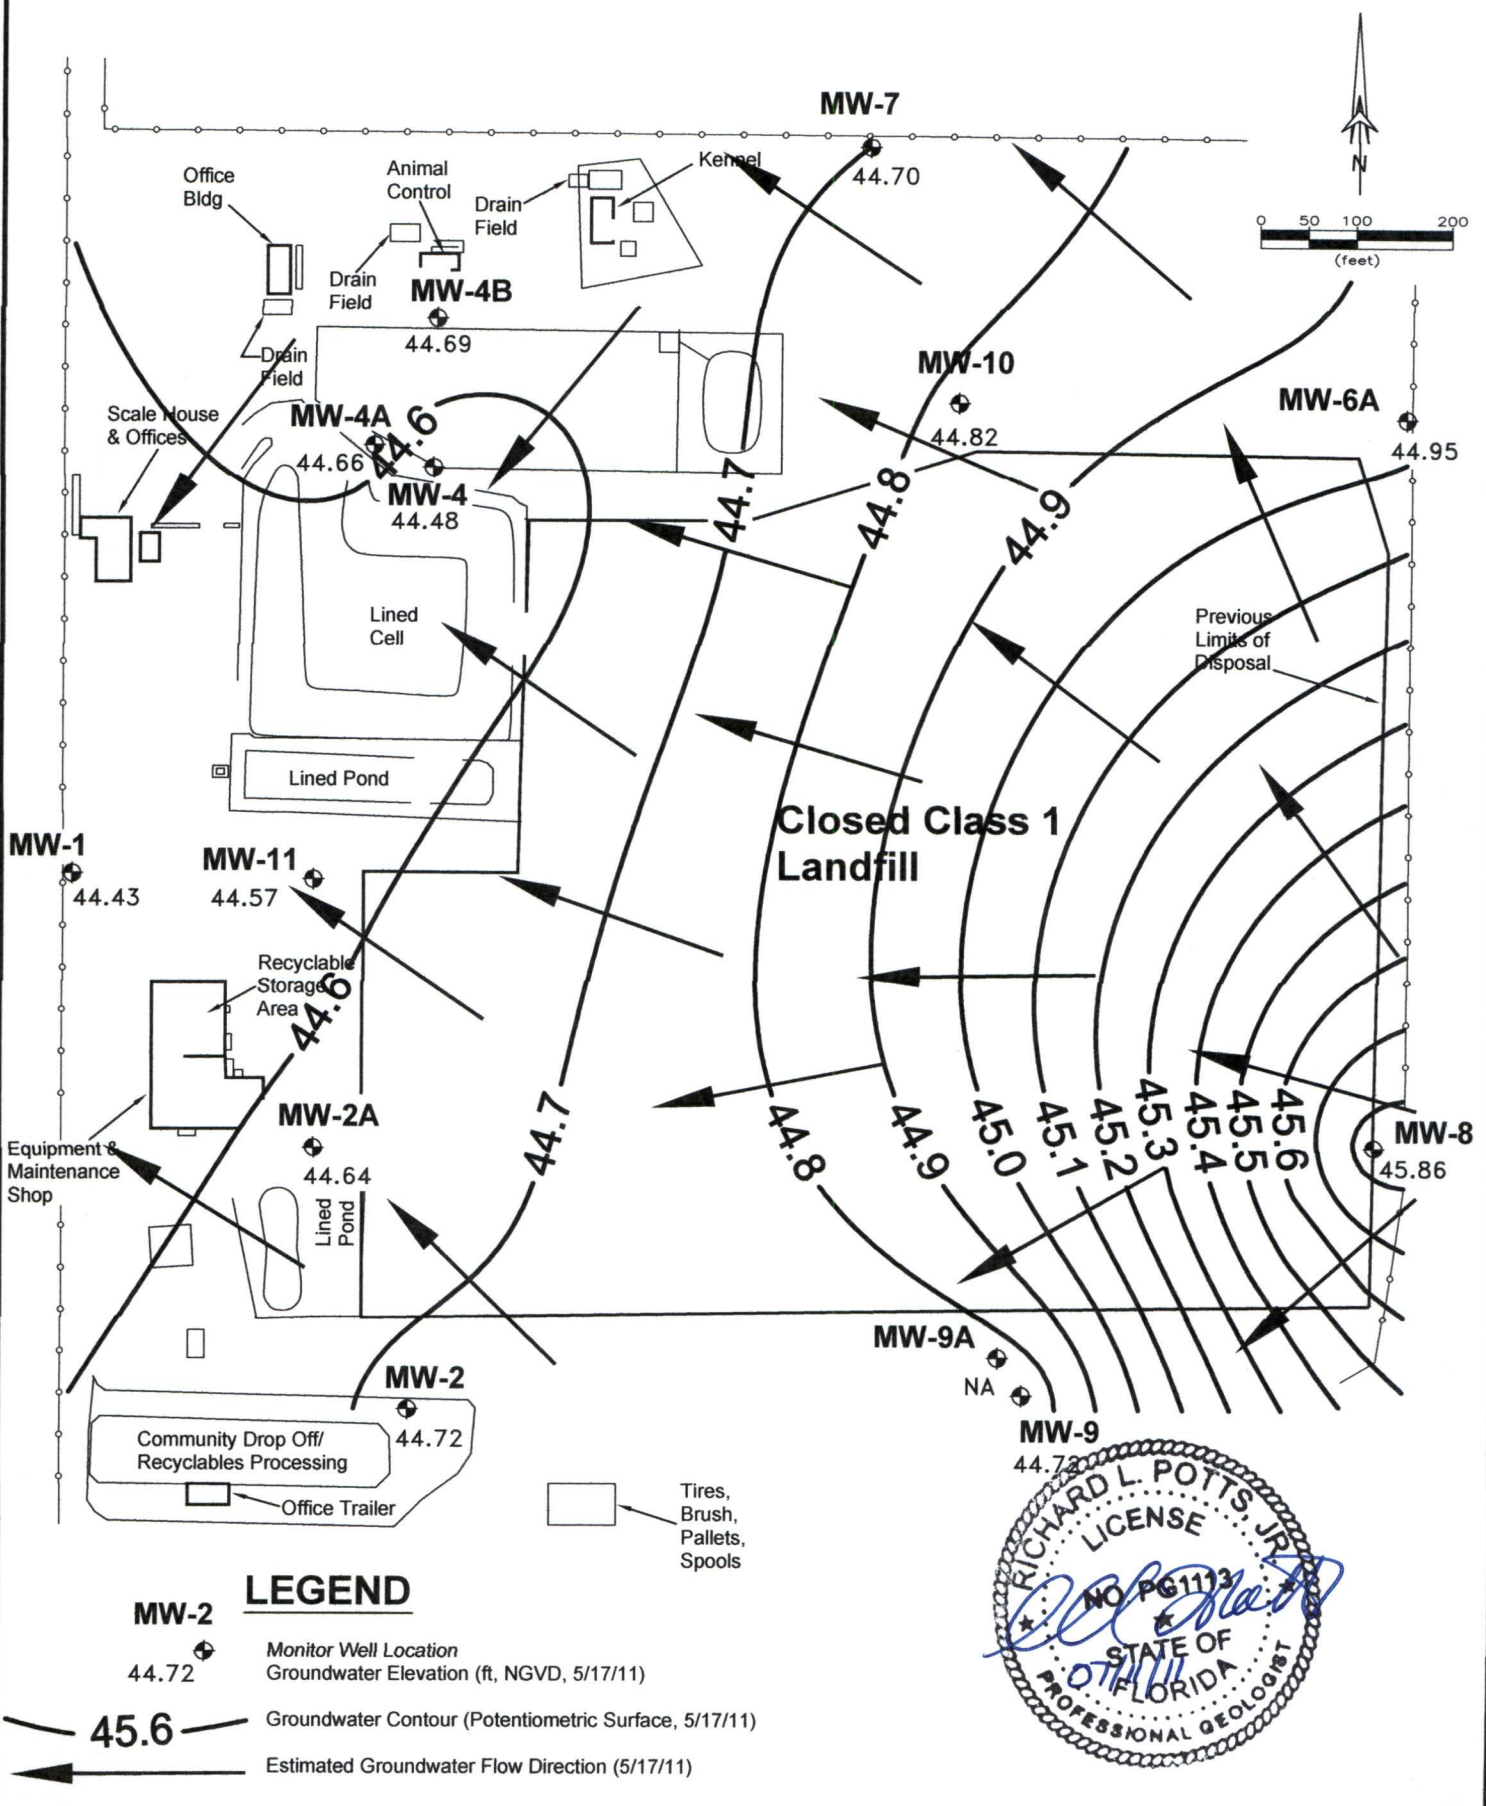 MW-7
44.70
Kennel
Animal
Control
Office
Bldg
Drain
Field
N
0 50 100 200
(feet)
Drain
Field
MW-4B
44.69
Drain
Field
MW-10
44.82
MW-6A
44.95
Scale House
& Offices
MW-4A
44.66
44.6
MW-4
44.48
44.7
44.8
44.9
Lined
Cell
Previous
Limits of
Disposal
Lined Pond
Closed Class 1
Landfill
MW-1
44.43
MW-11
44.57
Recyclable
Storage
Area
44.6
MW-2A
44.64
Equipment &
Maintenance
Shop
Lined
Pond
44.7
44.8
44.9
45.0
45.1
45.2
45.3
45.4
45.5
45.6
MW-8
45.86
MW-9A
NA
MW-9
44.72
MW-2
44.72
Community Drop Off/
Recyclables Processing
Office Trailer
Tires,
Brush,
Pallets,
Spools
RICHARD L. POTTS, JR.
LICENSE
NO. PG1113
STATE OF
FLORIDA
PROFESSIONAL GEOLOGIST
07/11/11
LEGEND
MW-2
44.72
Monitor Well Location
Groundwater Elevation (ft, NGVD, 5/17/11)
45.6
Groundwater Contour (Potentiometric Surface, 5/17/11)
Estimated Groundwater Flow Direction (5/17/11)